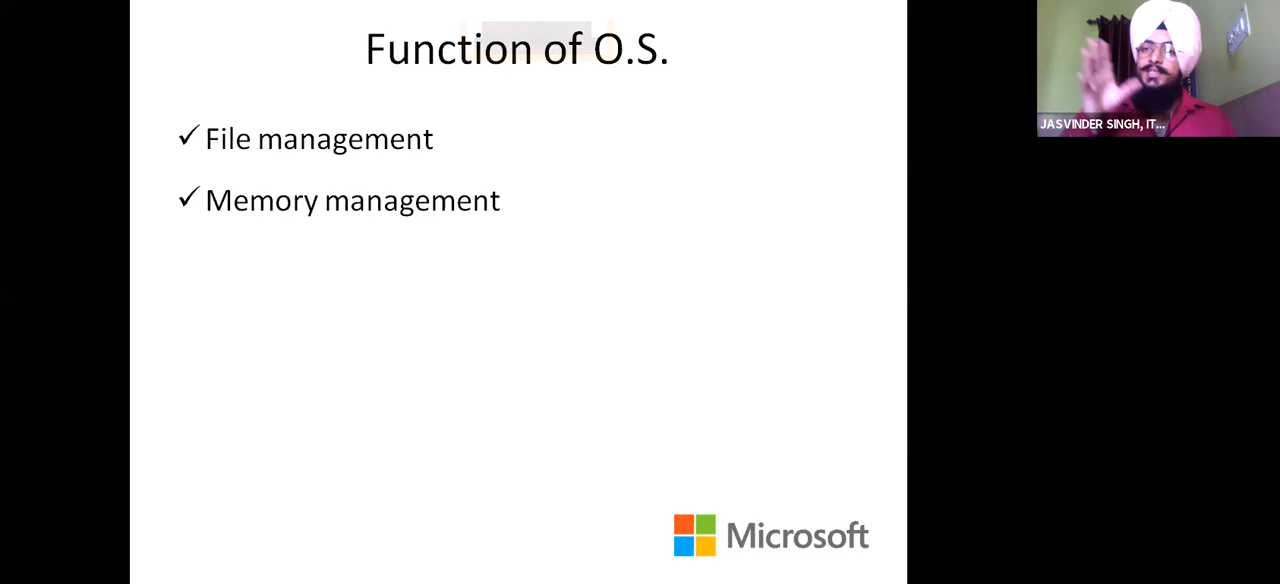 Function of O.S.
✓ File management
✓ Memory management
Microsoft
JASVINDER SINGH, IT...